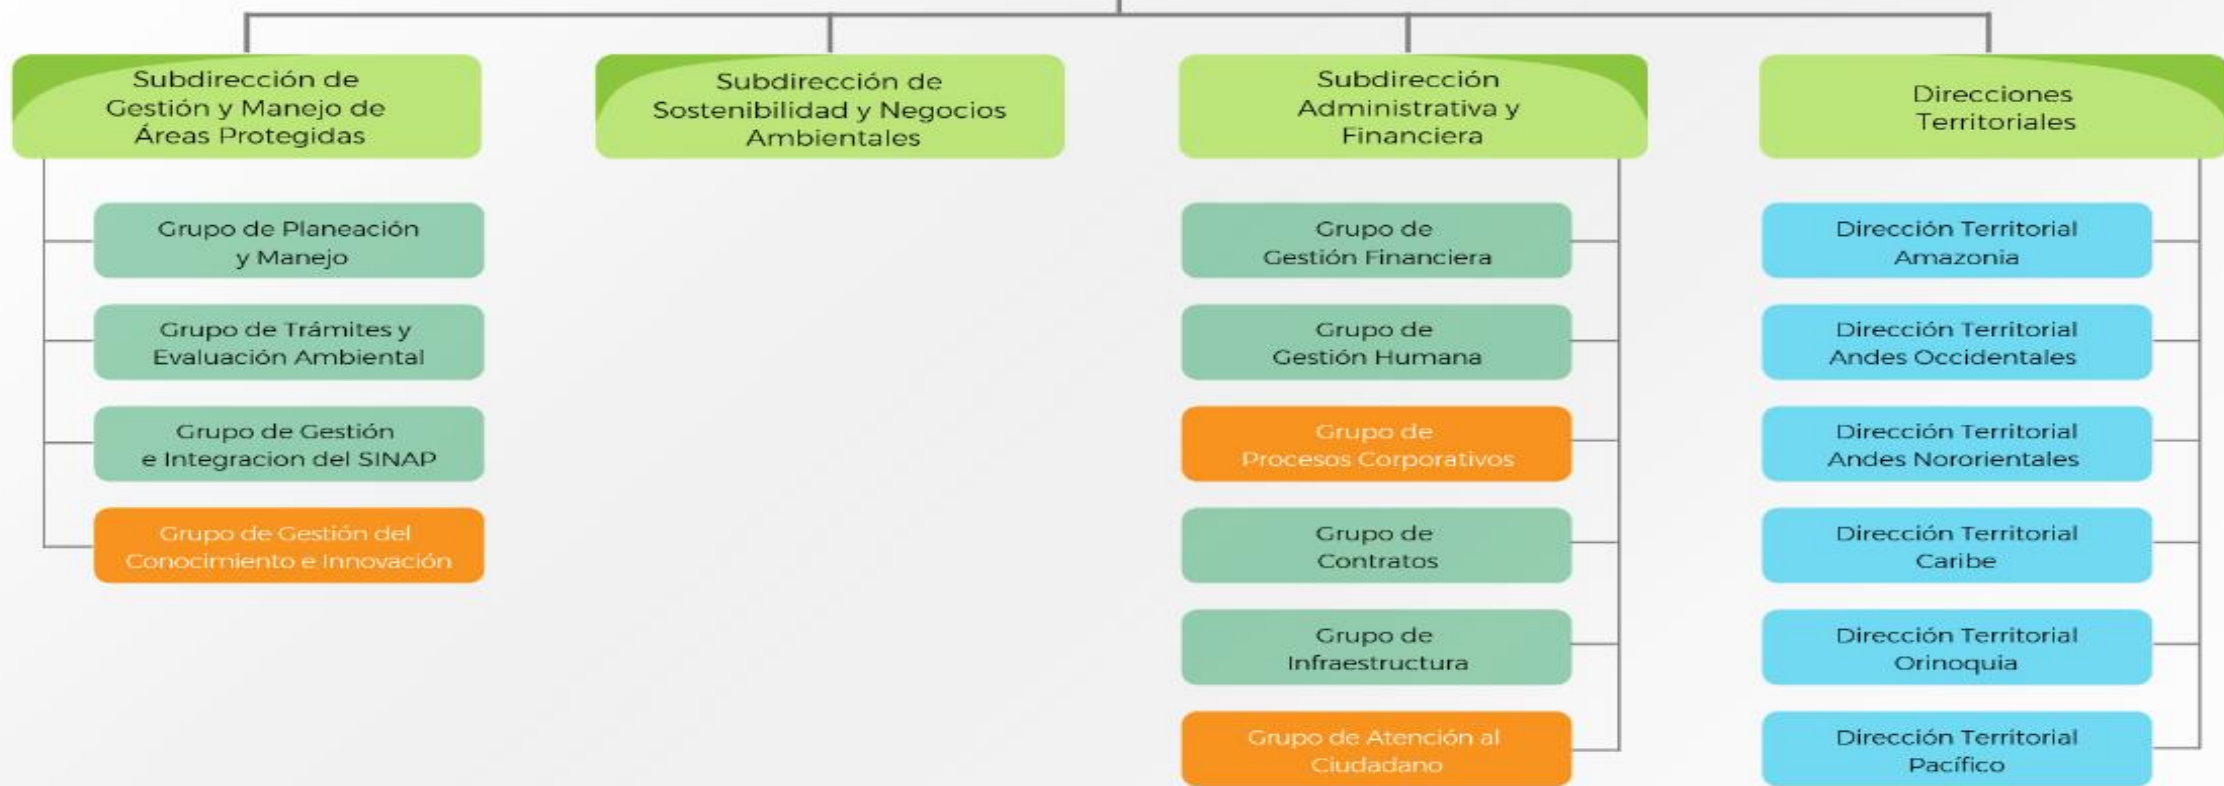 Subdirección de
Gestión y Manejo de
Áreas Protegidas
Grupo de Planeación
y Manejo
Grupo de Trámites y
Evaluación Ambiental
Grupo de Gestión
e Integracion del SINAP
Grupo de Gestión del
Conocimiento e Innovación
Subdirección de
Sostenibilidad y Negocios
Ambientales
Subdirección
Administrativa y
Financiera
Grupo de
Gestión Financiera
Grupo de
Gestión Humana
Grupo de
Procesos Corporativos
Grupo de
Contratos
Grupo de
Infraestructura
Grupo de Atención al
Ciudadano
Direcciones
Territoriales
Dirección Territorial
Amazonia
Dirección Territorial
Andes Occidentales
Dirección Territorial
Andes Nororientales
Dirección Territorial
Caribe
Dirección Territorial
Orinoquia
Dirección Territorial
Pacífico